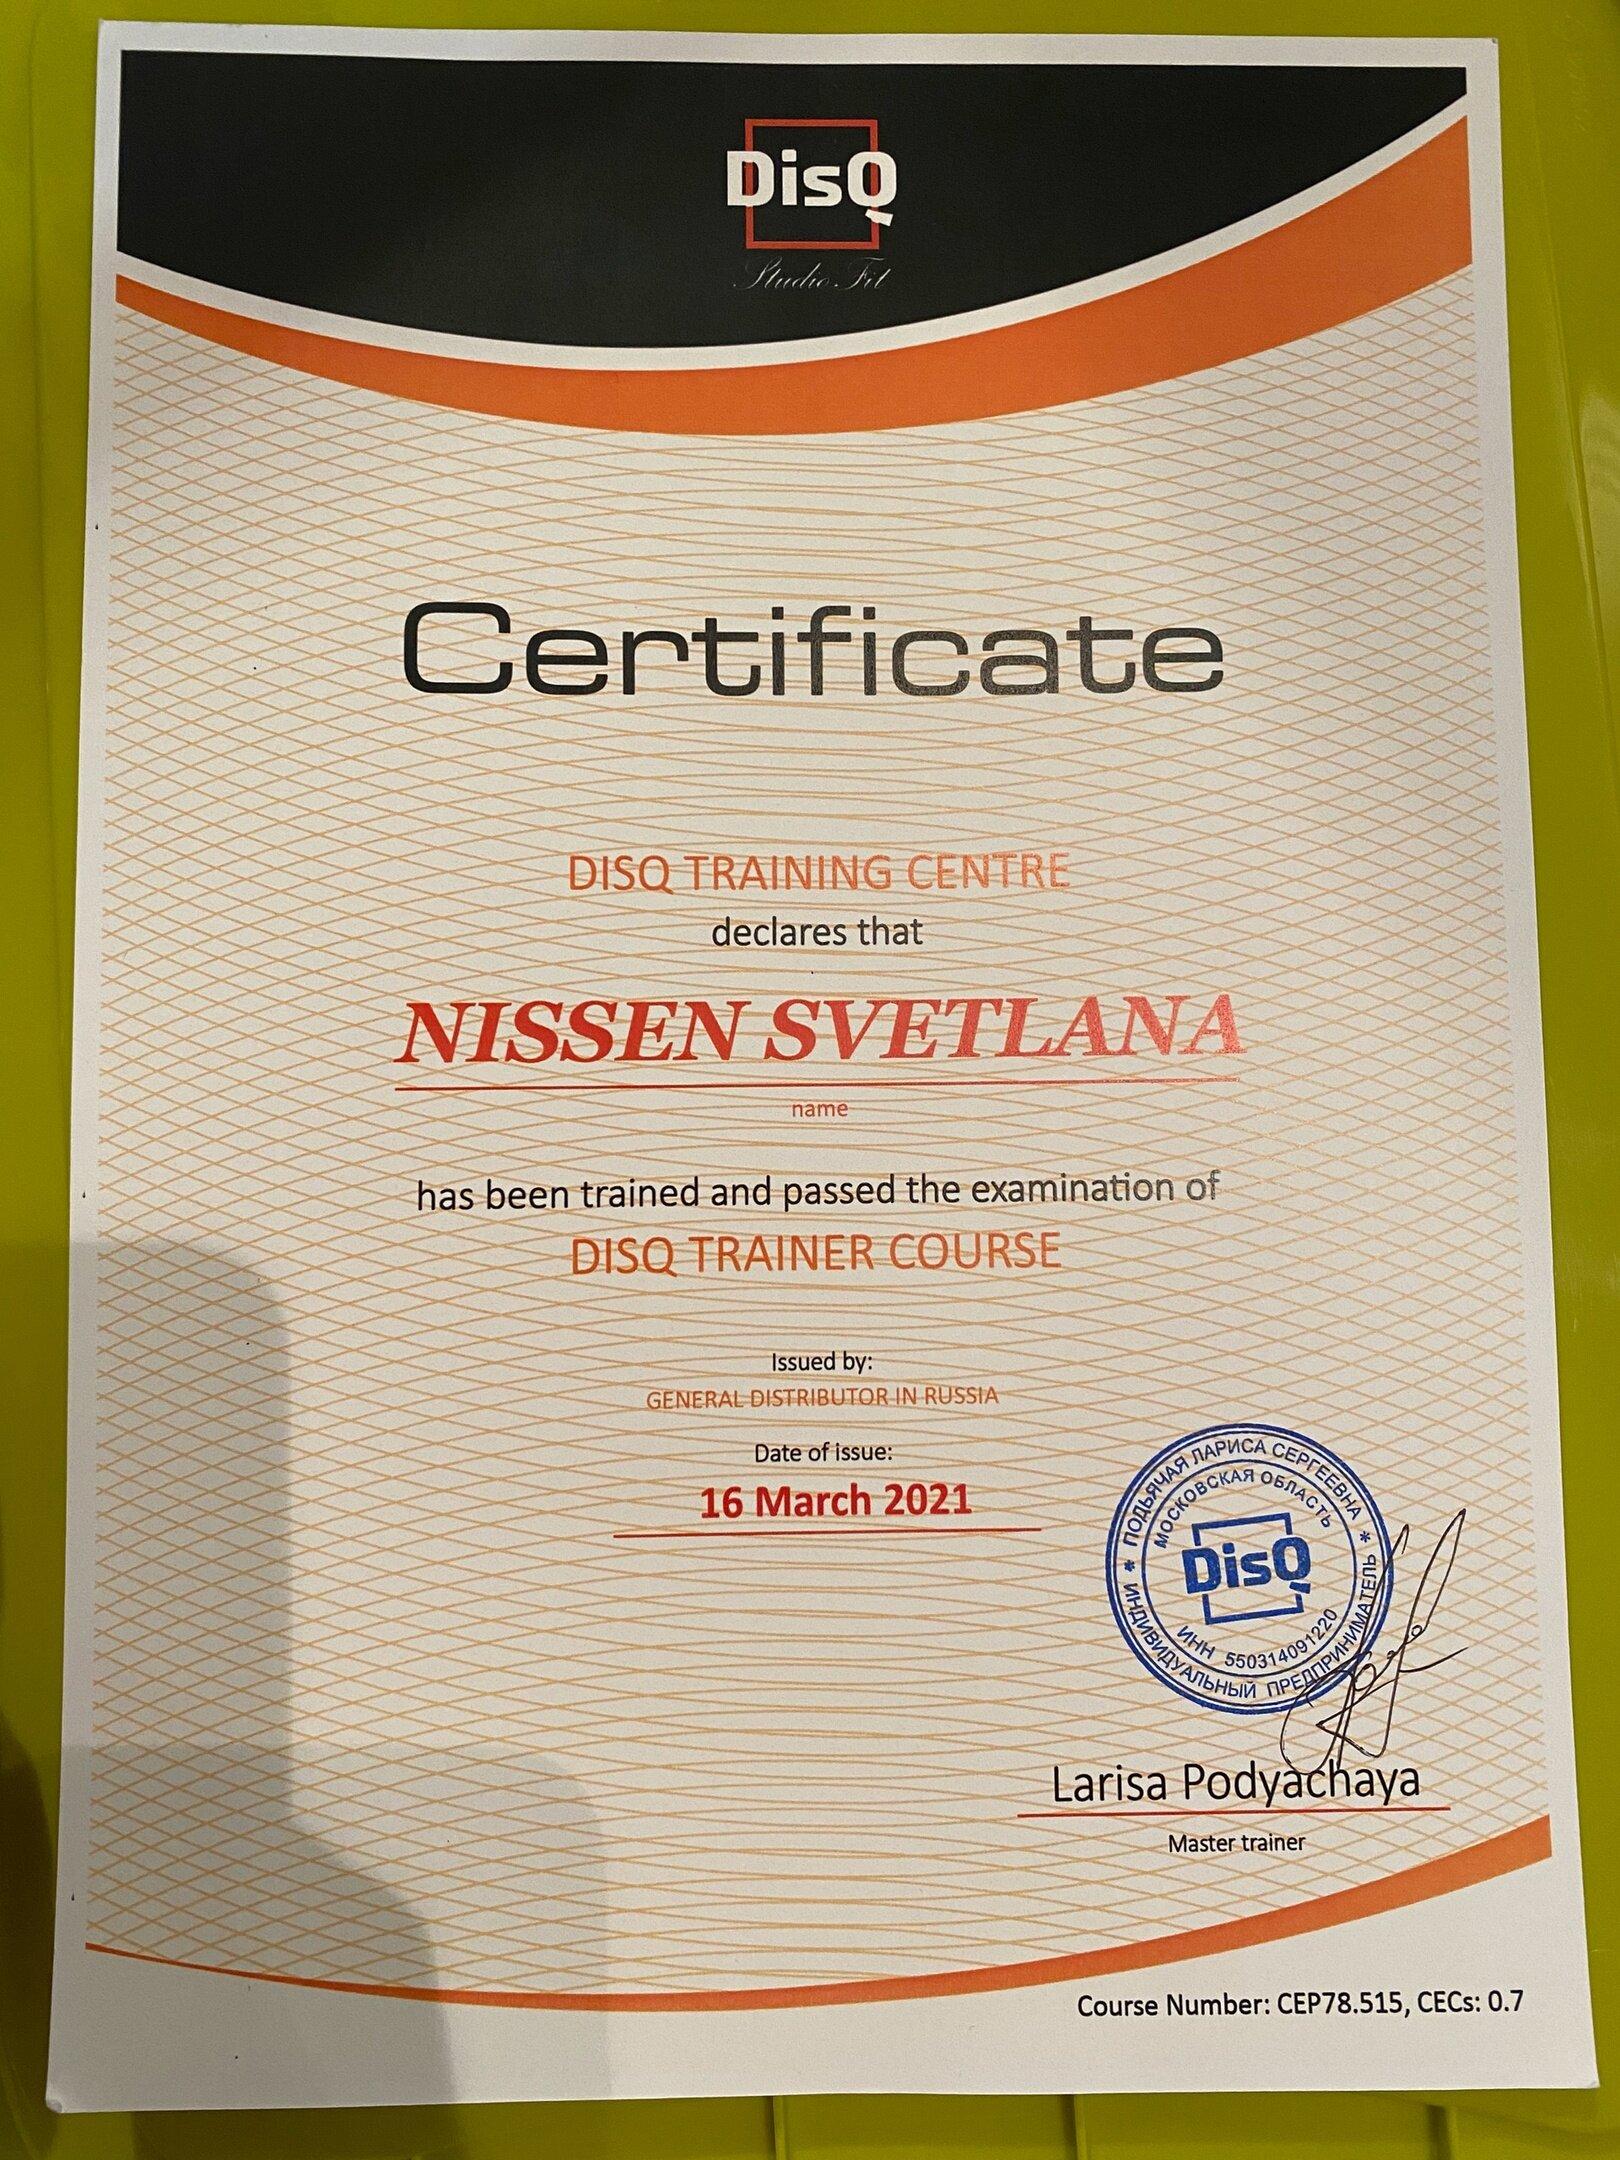 DisQ
Studio Fit
Certificate
DISQ TRAINING CENTRE
declares that
NISSEN SVETLANA
name
has been trained and passed the examination of
DISQ TRAINER COURSE
Issued by:
GENERAL DISTRIBUTOR IN RUSSIA
Date of issue:
16 March 2021
* ПОДЬЯЧАЯ ЛАРИСА СЕРГЕЕВНА *
МОСКОВСКАЯ ОБЛАСТЬ
DisQ
ИНН 550314091220
ИНДИВИДУАЛЬНЫЙ ПРЕДПРИНИМАТЕЛЬ
Larisa Podyachaya
Master trainer
Course Number: CEP78.515, CECs: 0.7